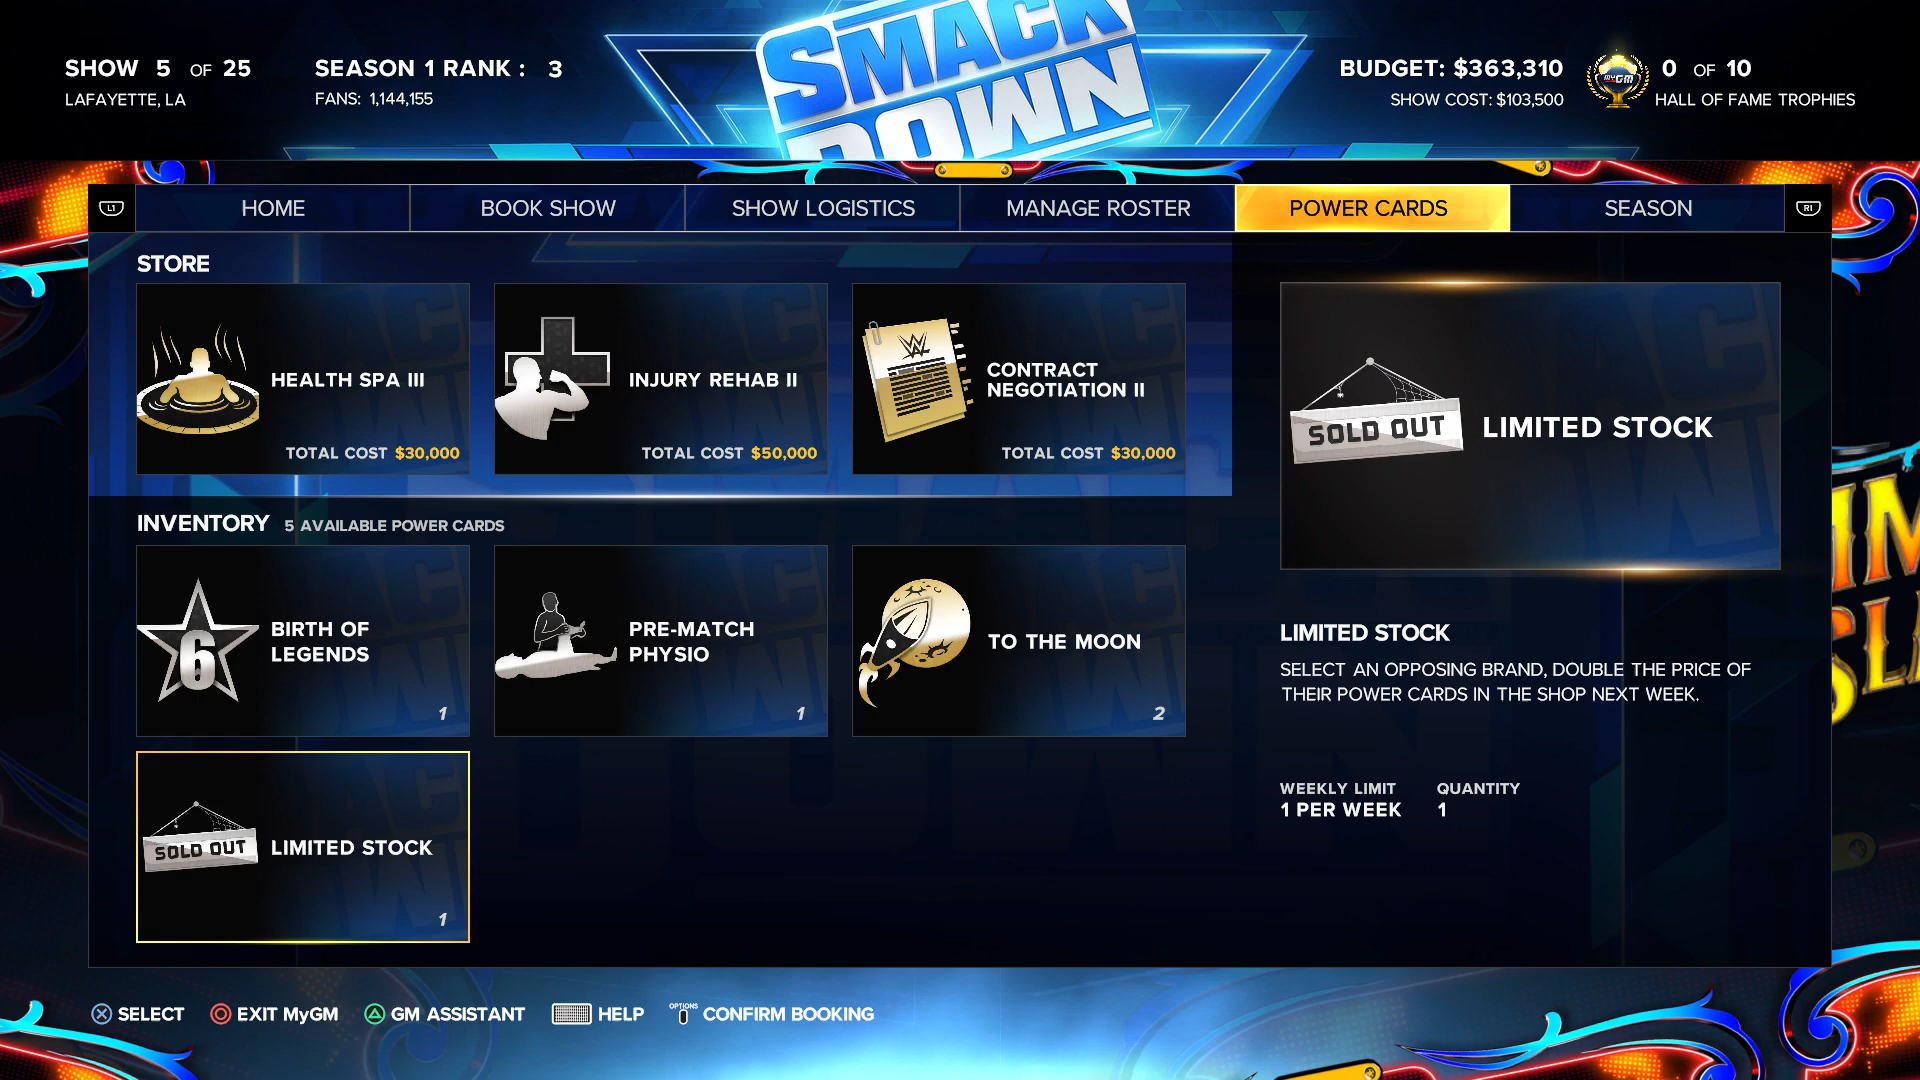 SHOW 5 OF 25
LAFAYETTE, LA
SEASON 1 RANK : 3
FANS: 1,144,155
SMACK
DOWN
BUDGET: $363,310
SHOW COST: $103,500
MyGM
0 OF 10
HALL OF FAME TROPHIES
L1
HOME
BOOK SHOW
SHOW LOGISTICS
MANAGE ROSTER
POWER CARDS
SEASON
R1
STORE
HEALTH SPA III
TOTAL COST $30,000
INJURY REHAB II
TOTAL COST $50,000
W
CONTRACT
NEGOTIATION II
TOTAL COST $30,000
SOLD OUT
LIMITED STOCK
INVENTORY 5 AVAILABLE POWER CARDS
6
BIRTH OF
LEGENDS
1
PRE-MATCH
PHYSIO
1
TO THE MOON
2
SOLD OUT
LIMITED STOCK
1
LIMITED STOCK
SELECT AN OPPOSING BRAND, DOUBLE THE PRICE OF
THEIR POWER CARDS IN THE SHOP NEXT WEEK.
WEEKLY LIMIT
1 PER WEEK
QUANTITY
1
SELECT
EXIT MyGM
GM ASSISTANT
HELP
OPTIONS
CONFIRM BOOKING